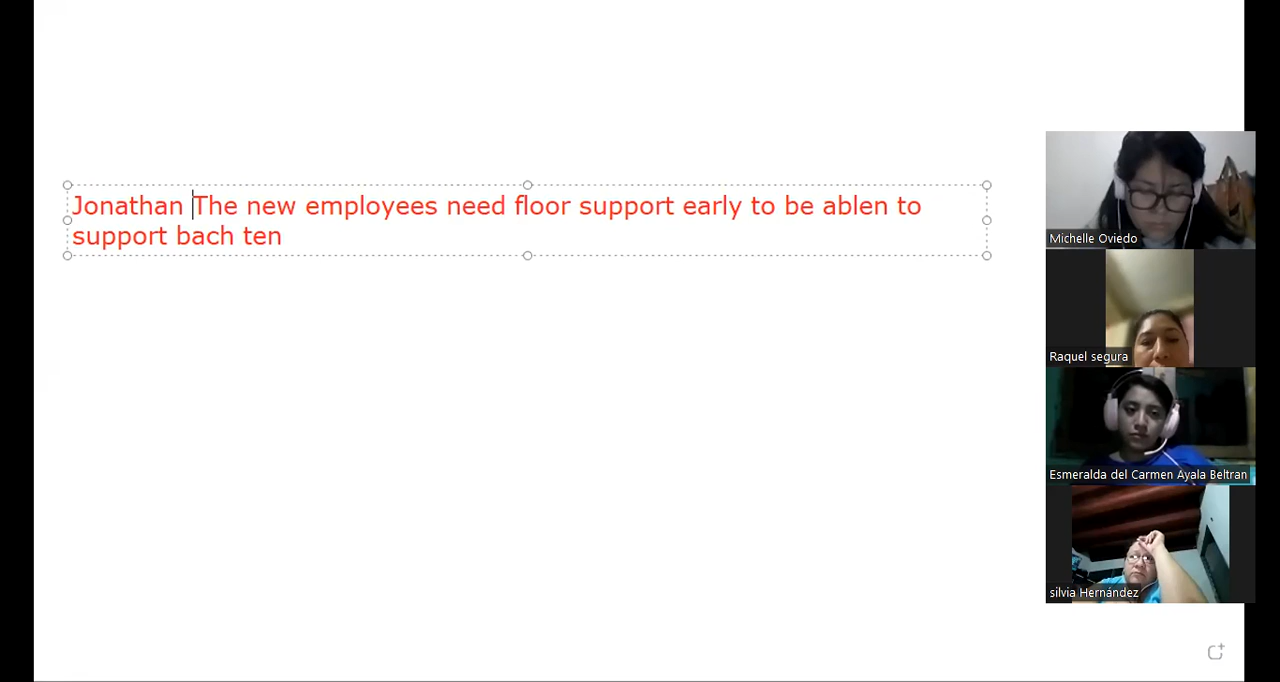 Jonathan The new employees need floor support early to be ablen to
support bach ten
Michelle Oviedo
Raquel segura
Esmeralda del Carmen Ayala Beltran
silvia Hernández